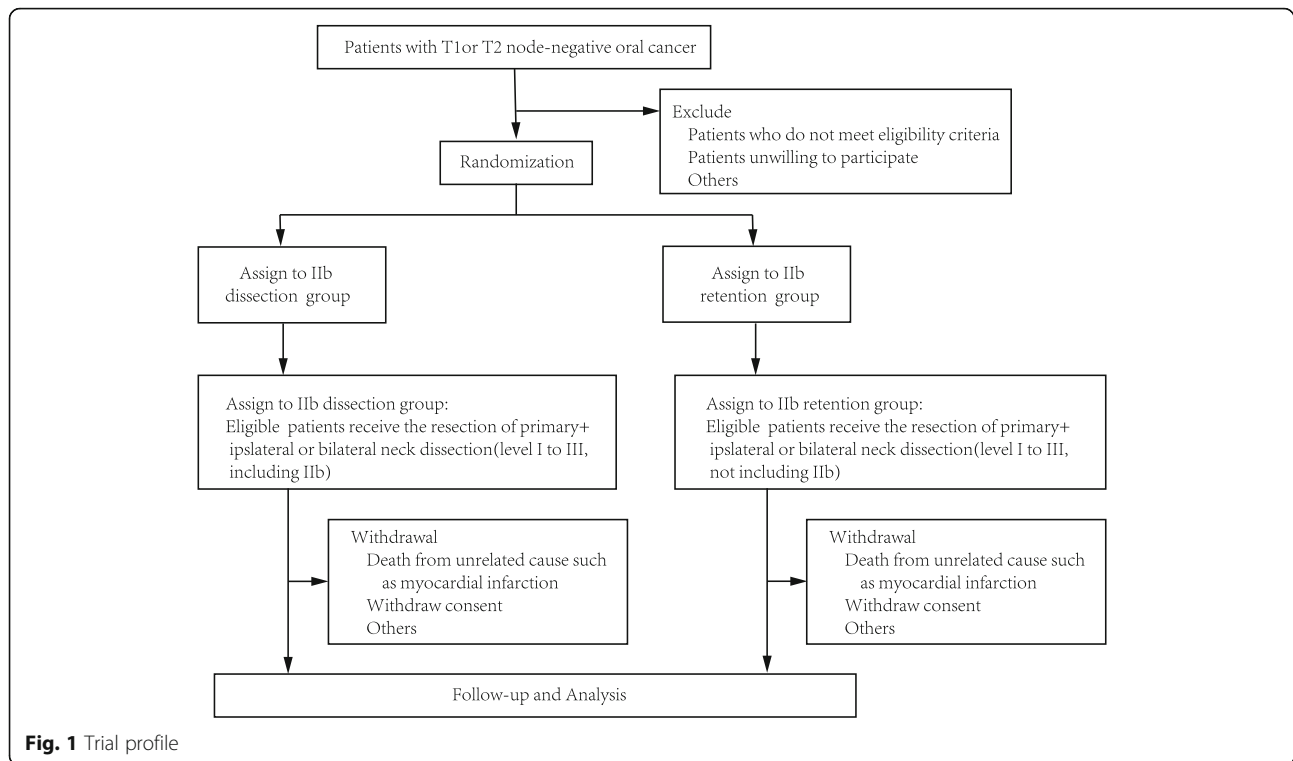 Patients with T1or T2 node-negative oral cancer
Exclude
Patients who do not meet eligibility criteria
Patients unwilling to participate
Others
Randomization
Assign to IIb
dissection group
Assign to IIb
retention group
Assign to IIb dissection group:
Eligible patients receive the resection of primary+
ipslateral or bilateral neck dissection(level I to III,
including IIb)
Assign to IIb retention group:
Eligible patients receive the resection of primary+
ipslateral or bilateral neck dissection(level I to III,
not including IIb)
Withdrawal
Death from unrelated cause such
as myocardial infarction
Withdraw consent
Others
Withdrawal
Death from unrelated cause such
as myocardial infarction
Withdraw consent
Others
Follow-up and Analysis
Fig. 1 Trial profile